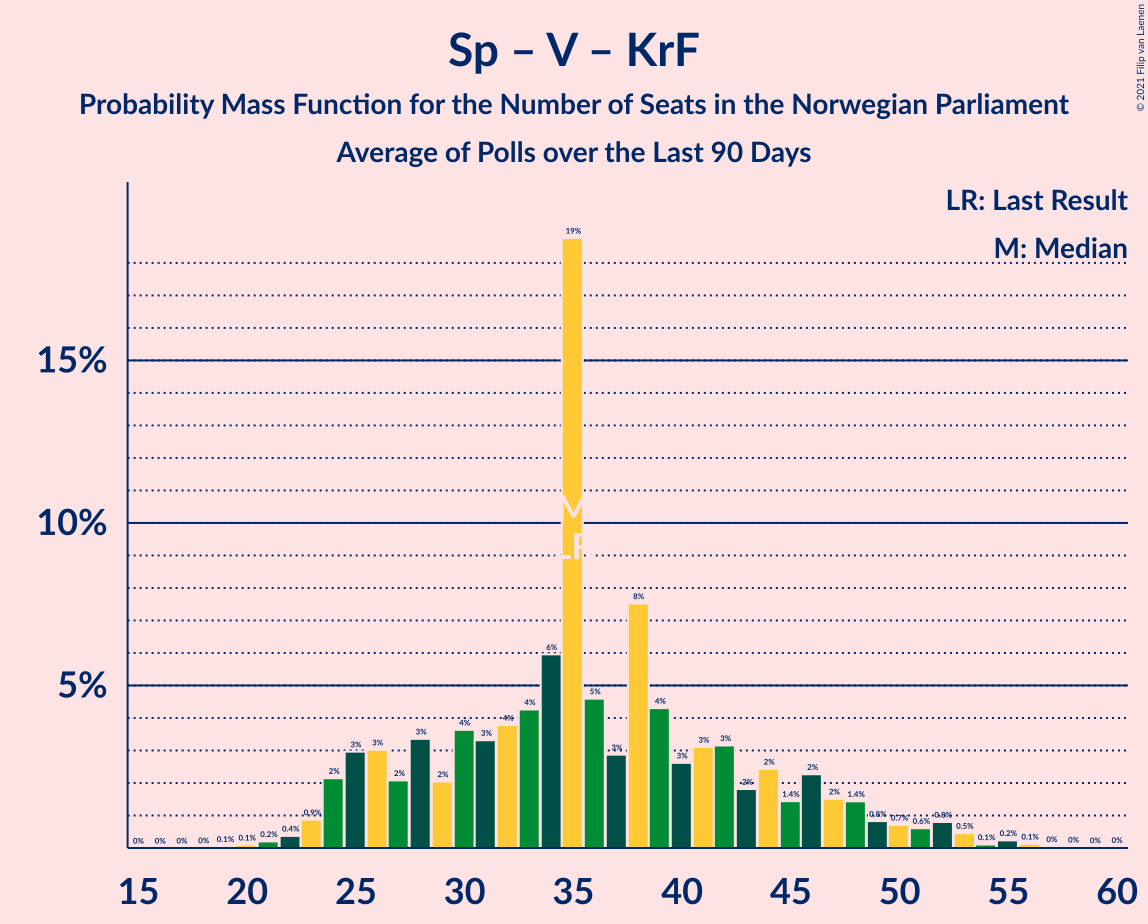 Sp – V – KrF
Probability Mass Function for the Number of Seats in the Norwegian Parliament
Average of Polls over the Last 90 Days
© 2021 Filip van Laenen
LR: Last Result
M: Median
15%
10%
5%
0% 0% 0% 0% 0.1% 0.1% 0.2% 0.4% 0.9% 2% 3% 3% 2% 3% 2% 4% 3% 4% 4% 6% 19% 5% 3% 8% 4% 3% 3% 3% 2% 2% 1.4% 2% 2% 1.4% 0.8% 0.7% 0.6% 0.8% 0.5% 0.1% 0.2% 0.1% 0% 0% 0% 0%
M
LR
15 20 25 30 35 40 45 50 55 60